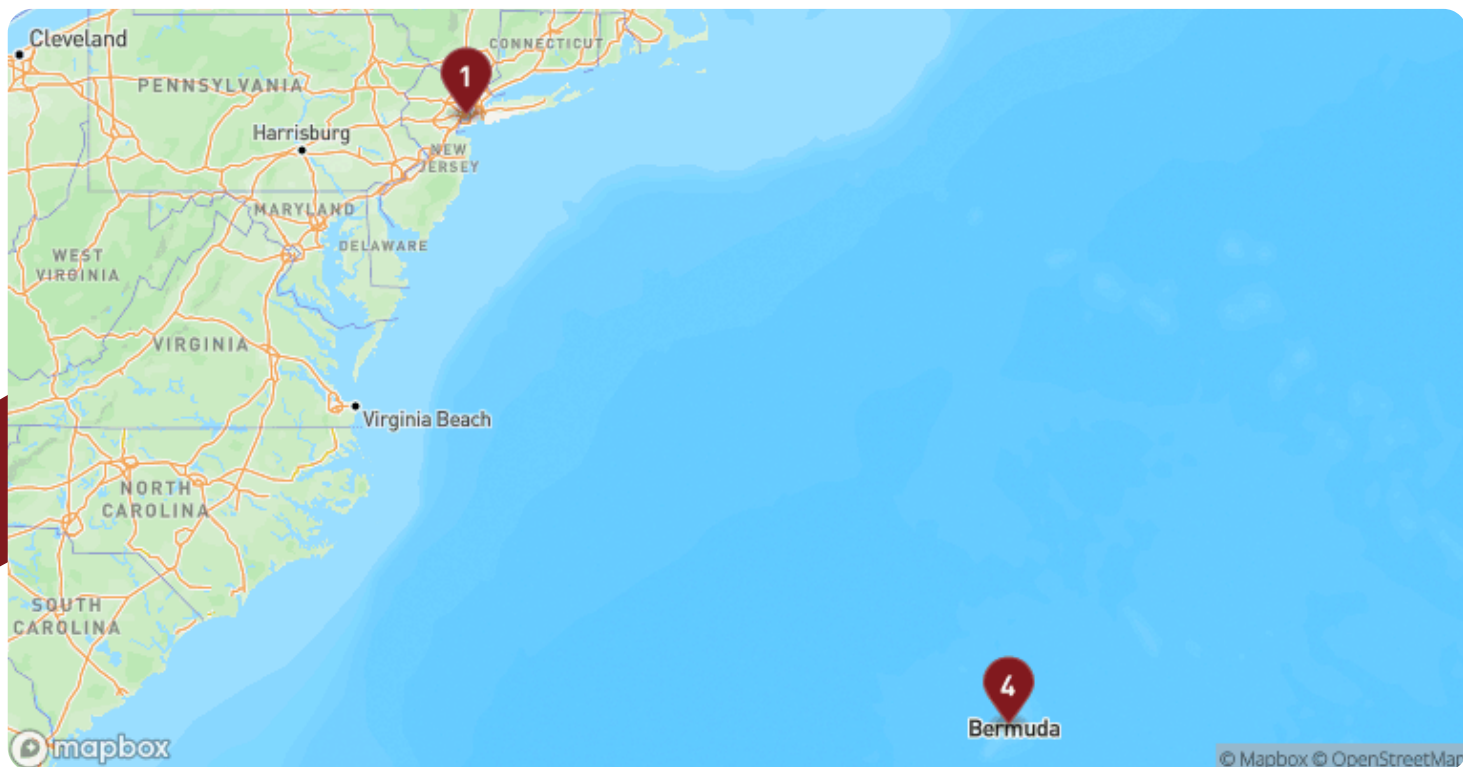 Cleveland
CONNECTICUT
1
PENNSYLVANIA
Harrisburg
NEW
JERSEY
MARYLAND
DELAWARE
WEST
VIRGINIA
VIRGINIA
Virginia Beach
NORTH
CAROLINA
SOUTH
CAROLINA
4
Bermuda
mapbox
© Mapbox © OpenStreetMap